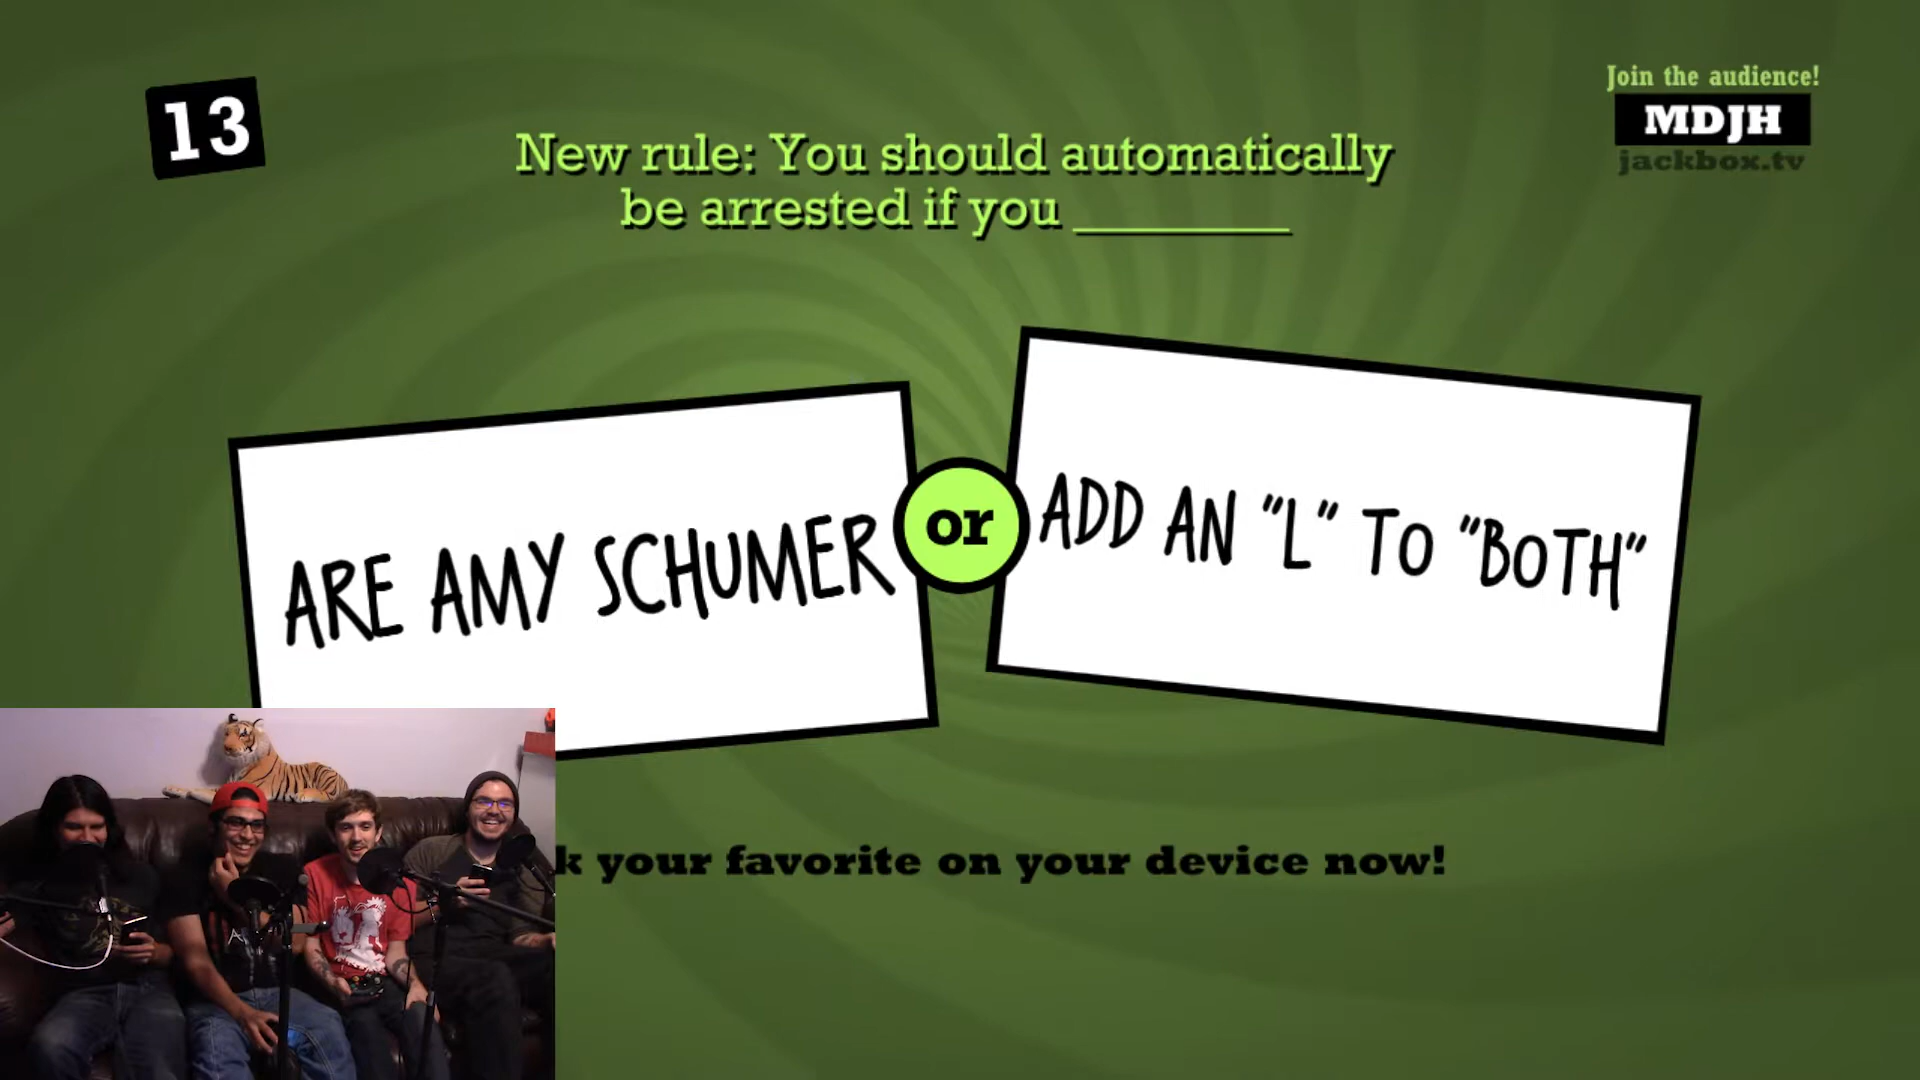 13
Join the audience!
MDJH
jackbox.tv
New rule: You should automatically
be arrested if you ________
ARE AMY SCHUMER
or
ADD AN "L" TO "BOTH"
your favorite on your device now!